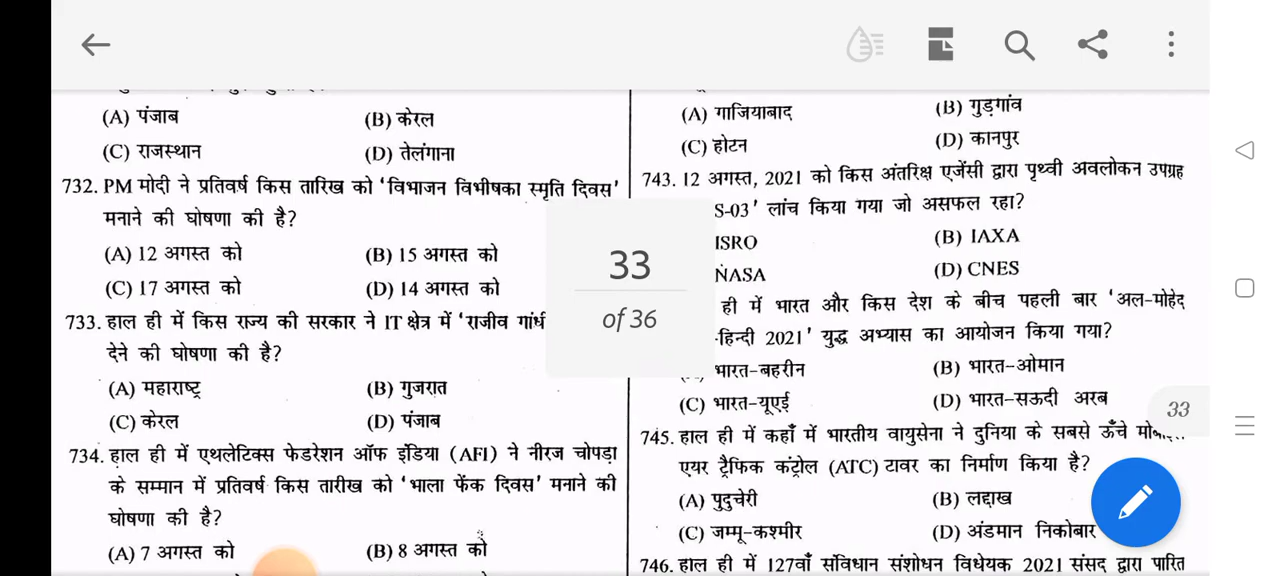 (A) पंजाब
(B) केरल
(C) राजस्थान
(D) तेलंगाना
732. PM मोदी ने प्रतिवर्ष किस तारिख को 'विभाजन विभीषका स्मृति दिवस'
मनाने की घोषणा की है?
(A) 12 अगस्त को
(B) 15 अगस्त को
(C) 17 अगस्त को
(D) 14 अगस्त को
733. हाल ही में किस राज्य की सरकार ने IT क्षेत्र में 'राजीव गांधी
देने की घोषणा की है?
(A) महाराष्ट्र
(B) गुजरात
(C) केरल
(D) पंजाब
734. हाल ही में एथलेटिक्स फेडरेशन ऑफ इंडिया (AFI) ने नीरज चोपड़ा
के सम्मान में प्रतिवर्ष किस तारीख को 'भाला फेंक दिवस' मनाने की
घोषणा की है?
(A) 7 अगस्त को
(B) 8 अगस्त को
33
of 36
(A) गाजियाबाद
(B) गुड़गांव
(C) होटन
(D) कानपुर
743. 12 अगस्त, 2021 को किस अंतरिक्ष एजेंसी द्वारा पृथ्वी अवलोकन उपग्रह
S-03' लांच किया गया जो असफल रहा?
ISRO
(B) IAXA
NASA
(D) CNES
ही में भारत और किस देश के बीच पहली बार 'अल-मोहेद
-हिन्दी 2021' युद्ध अभ्यास का आयोजन किया गया?
भारत-बहरीन
(B) भारत-ओमान
(C) भारत-यूएई
(D) भारत-सऊदी अरब
33
745. हाल ही में कहाँ में भारतीय वायुसेना ने दुनिया के सबसे ऊँचे मोबाइल
एयर ट्रैफिक कंट्रोल (ATC) टावर का निर्माण किया है?
(A) पुदुचेरी
(B) लद्दाख
(C) जम्मू-कश्मीर
(D) अंडमान निकोबार
746. हाल ही में 127वाँ संविधान संशोधन विधेयक 2021 संसद द्वारा पारित